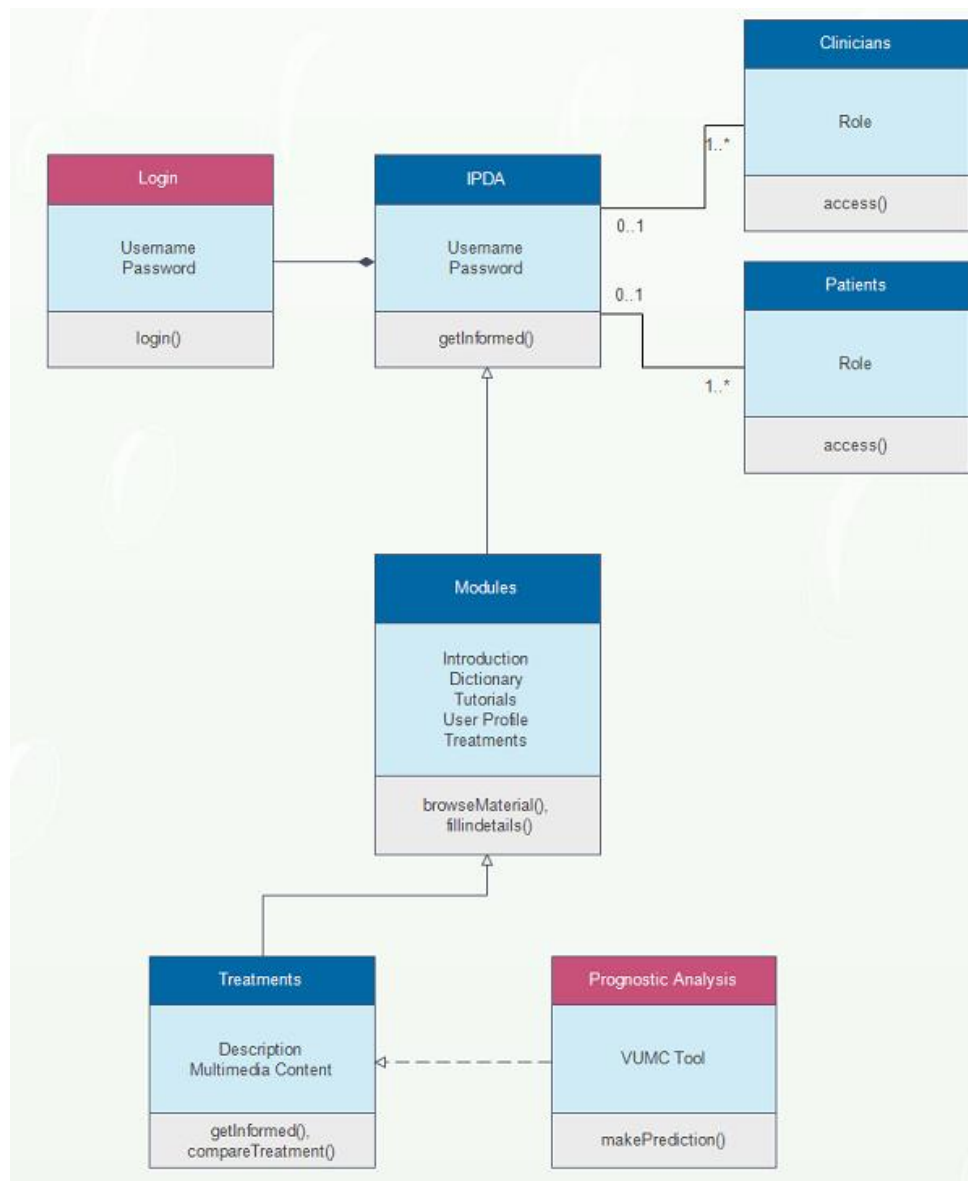 Clinicians
Role
1..*
access()
Login
Username
Password
login()
IPDA
Username
Password
getInformed()
0..1
0..1
Patients
Role
1..*
access()
Modules
Introduction
Dictionary
Tutorials
User Profile
Treatments
browseMaterial(),
fillindetails()
Treatments
Description
Multimedia Content
getInformed(),
compareTreatment()
Prognostic Analysis
VUMC Tool
makePrediction()